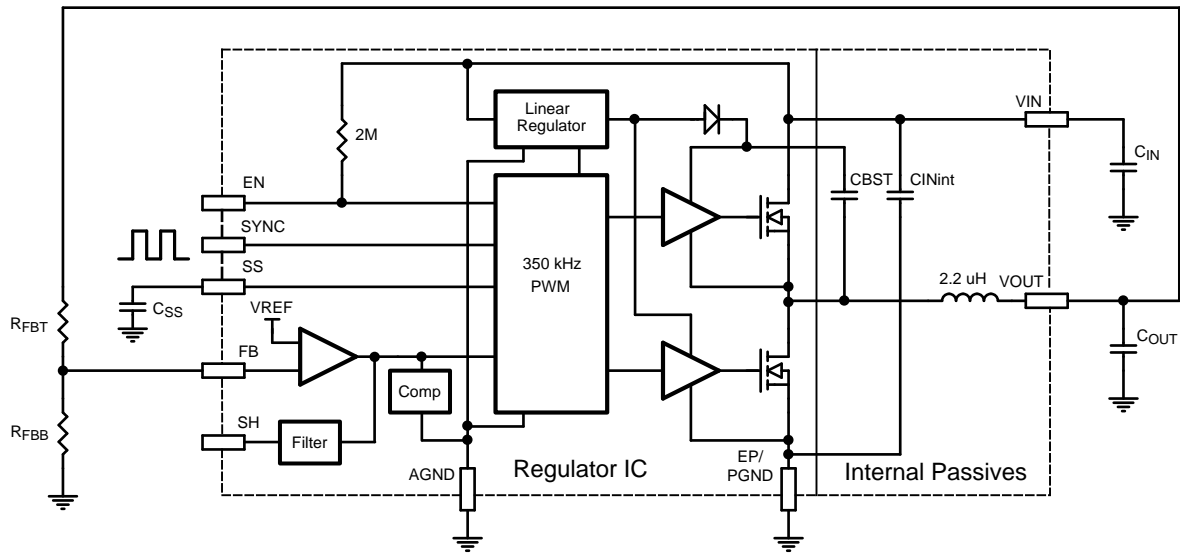 Linear
Regulator
VIN
2M
CIN
CBST
CINint
EN
SYNC
SS
350 kHz
PWM
2.2 uH
VOUT
CSS
VREF
RFBT
FB
COUT
Comp
RFBB
SH
Filter
AGND
Regulator IC
EP/
PGND
Internal Passives